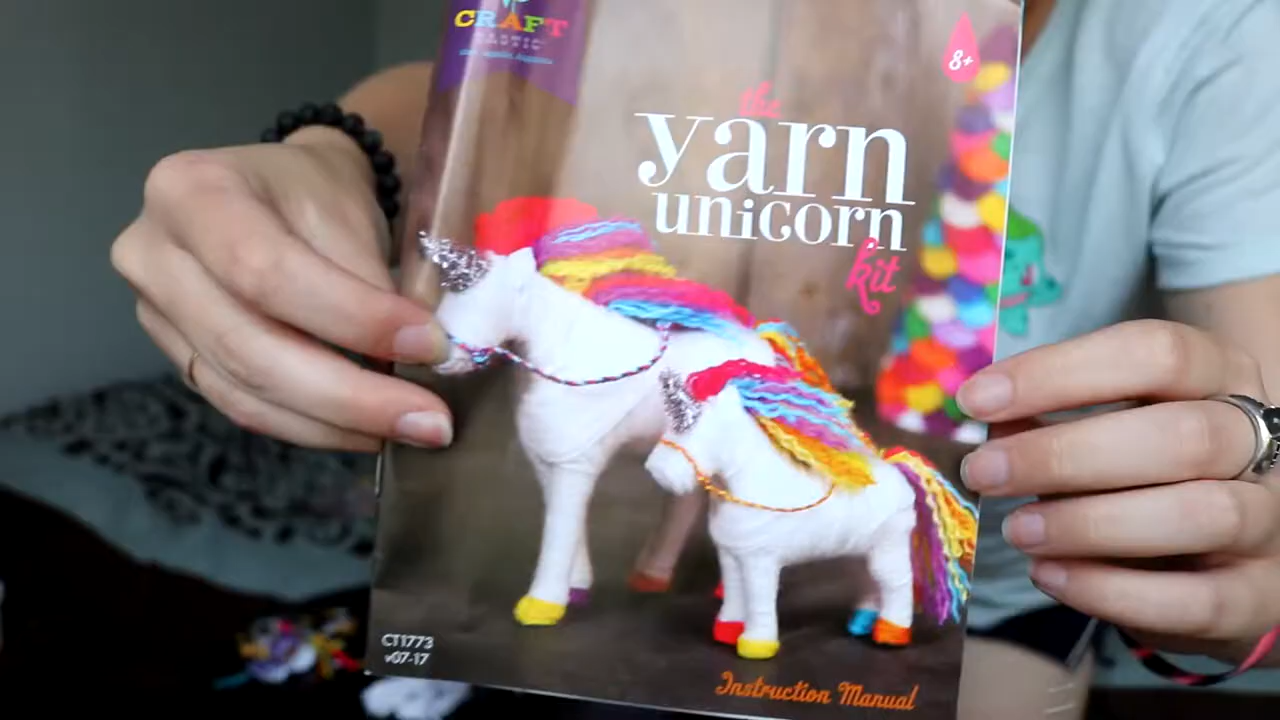 CRAFT
8+
the
yarn
unicorn
kit
CT1773
v07-17
Instruction Manual